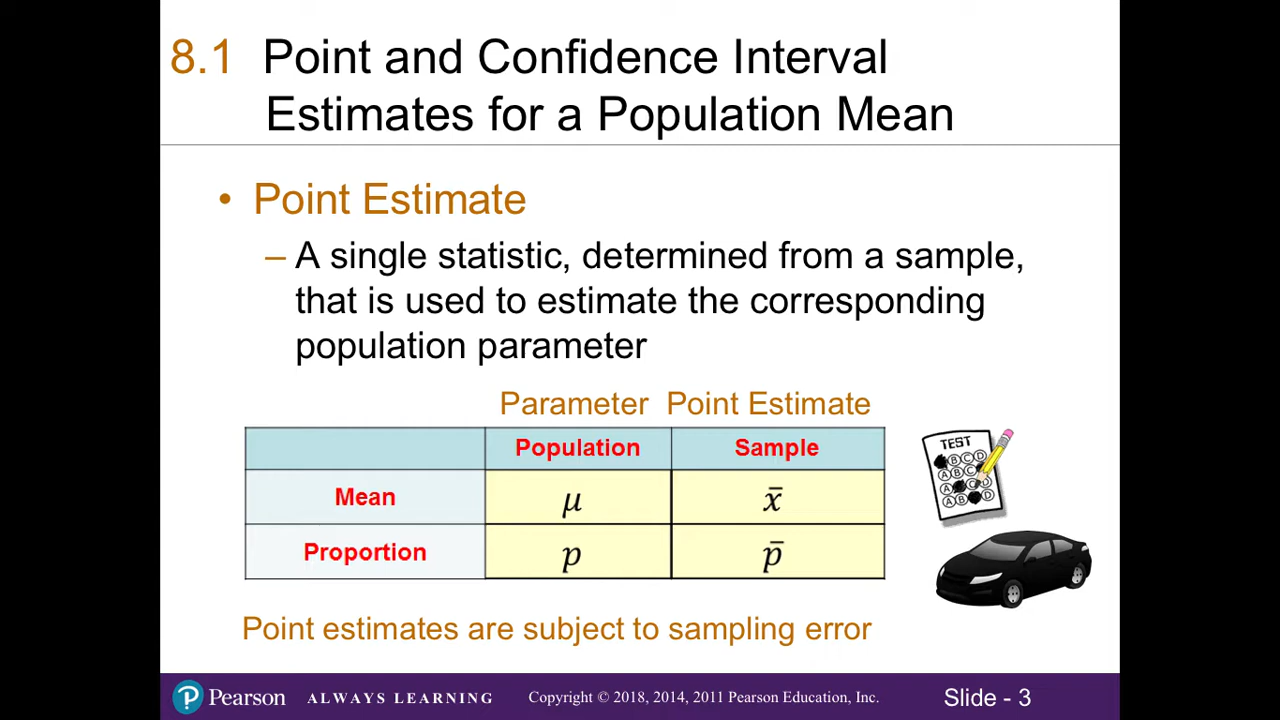 8.1 Point and Confidence Interval
Estimates for a Population Mean
• Point Estimate
– A single statistic, determined from a sample,
that is used to estimate the corresponding
population parameter
Parameter Point Estimate
Population Sample
Mean μ x̄
Proportion p p̄
TEST
B C D
A B C
A C D
A B D
Point estimates are subject to sampling error
P Pearson ALWAYS LEARNING Copyright © 2018, 2014, 2011 Pearson Education, Inc. Slide - 3